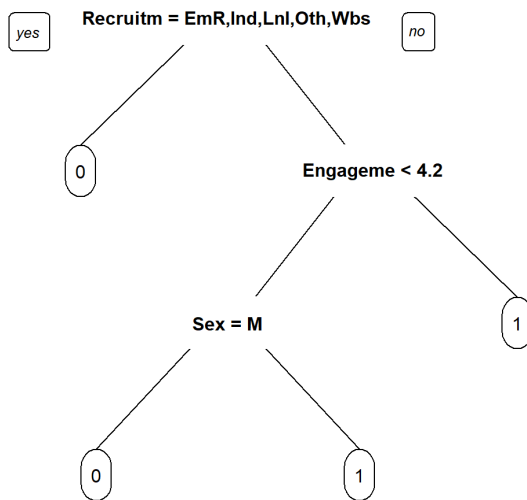 Recruitm = EmR,Ind,Lnl,Oth,Wbs
yes
no
0
Engageme < 4.2
Sex = M
1
0
1